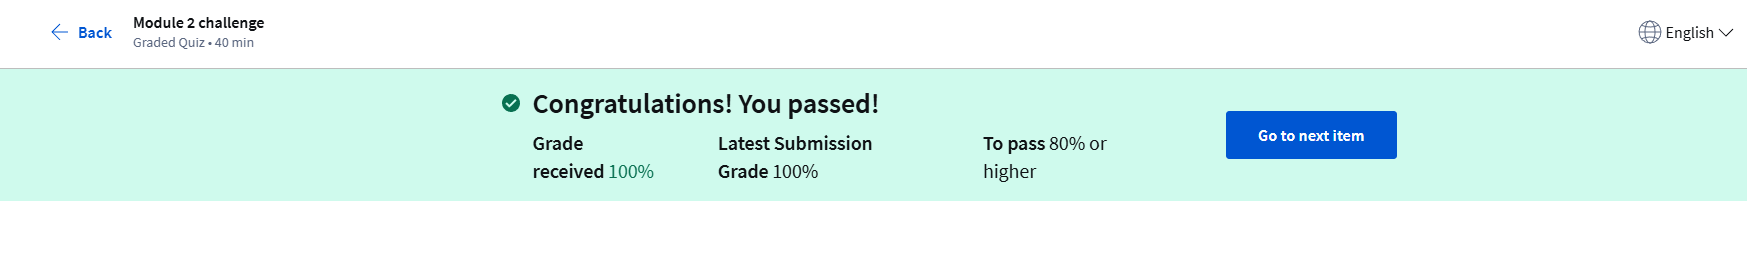 Back
Module 2 challenge
Graded Quiz • 40 min
English
Congratulations! You passed!
Grade
received 100%
Latest Submission
Grade 100%
To pass 80% or
higher
Go to next item